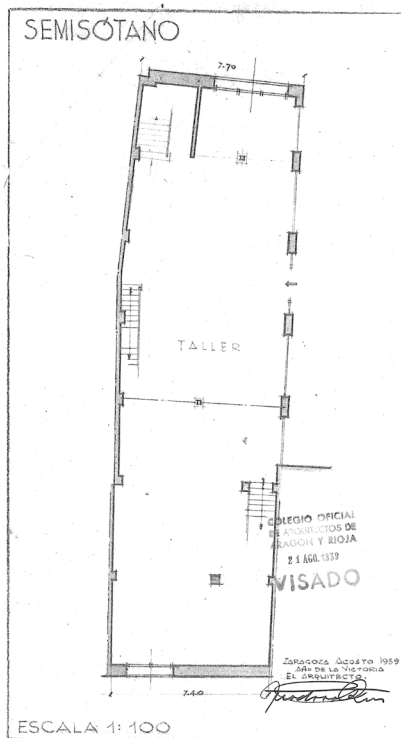 SEMISÓTANO
7.70
TALLER
COLEGIO OFICIAL
DE ARQUITECTOS DE
ARAGON Y RIOJA
21 AGO. 1939
VISADO
ZARAGOZA AGOSTO 1939
AÑO DE LA VICTORIA
EL ARQUITECTO.
7.40
ESCALA 1:100